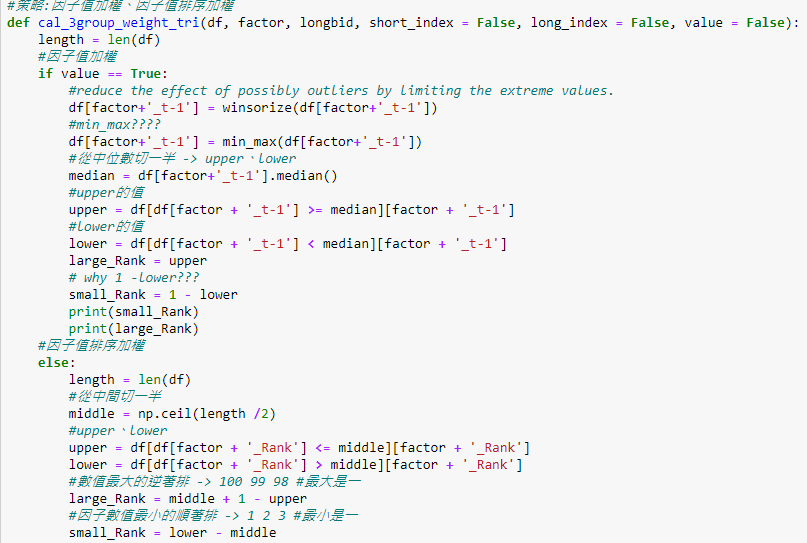 #策略:因子值加權、因子值排序加權
def cal_3group_weight_tri(df, factor, longbid, short_index = False, long_index = False, value = False):
    length = len(df)
    #因子值加權
    if value == True:
        #reduce the effect of possibly outliers by limiting the extreme values.
        df[factor+'_t-1'] = winsorize(df[factor+'_t-1'])
        #min_max????
        df[factor+'_t-1'] = min_max(df[factor+'_t-1'])
        #從中位數切一半 -> upper、lower
        median = df[factor+'_t-1'].median()
        #upper的值
        upper = df[df[factor + '_t-1'] >= median][factor + '_t-1']
        #lower的值
        lower = df[df[factor + '_t-1'] < median][factor + '_t-1']
        large_Rank = upper
        # why 1 -lower???
        small_Rank = 1 - lower
        print(small_Rank)
        print(large_Rank)
    #因子值排序加權
    else:
        length = len(df)
        #從中間切一半
        middle = np.ceil(length /2)
        #upper、lower
        upper = df[df[factor + '_Rank'] <= middle][factor + '_Rank']
        lower = df[df[factor + '_Rank'] > middle][factor + '_Rank']
        #數值最大的逆著排 -> 100 99 98 #最大是一
        large_Rank = middle + 1 - upper
        #因子數值最小的順著排 -> 1 2 3 #最小是一
        small_Rank = lower - middle